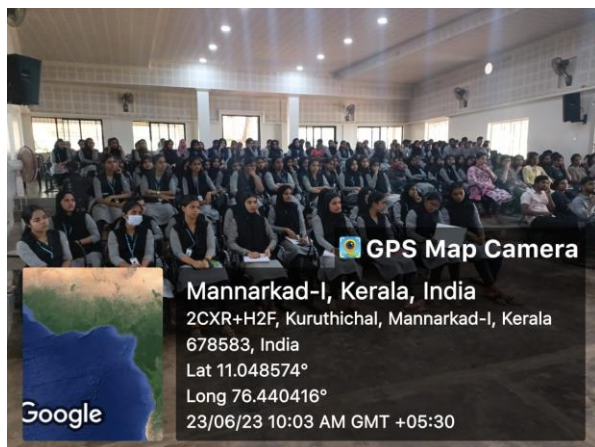 GPS Map Camera
Mannarkad-I, Kerala, India
2CXR+H2F, Kuruthichal, Mannarkad-I, Kerala
678583, India
Lat 11.048574°
Long 76.440416°
23/06/23 10:03 AM GMT +05:30
Google